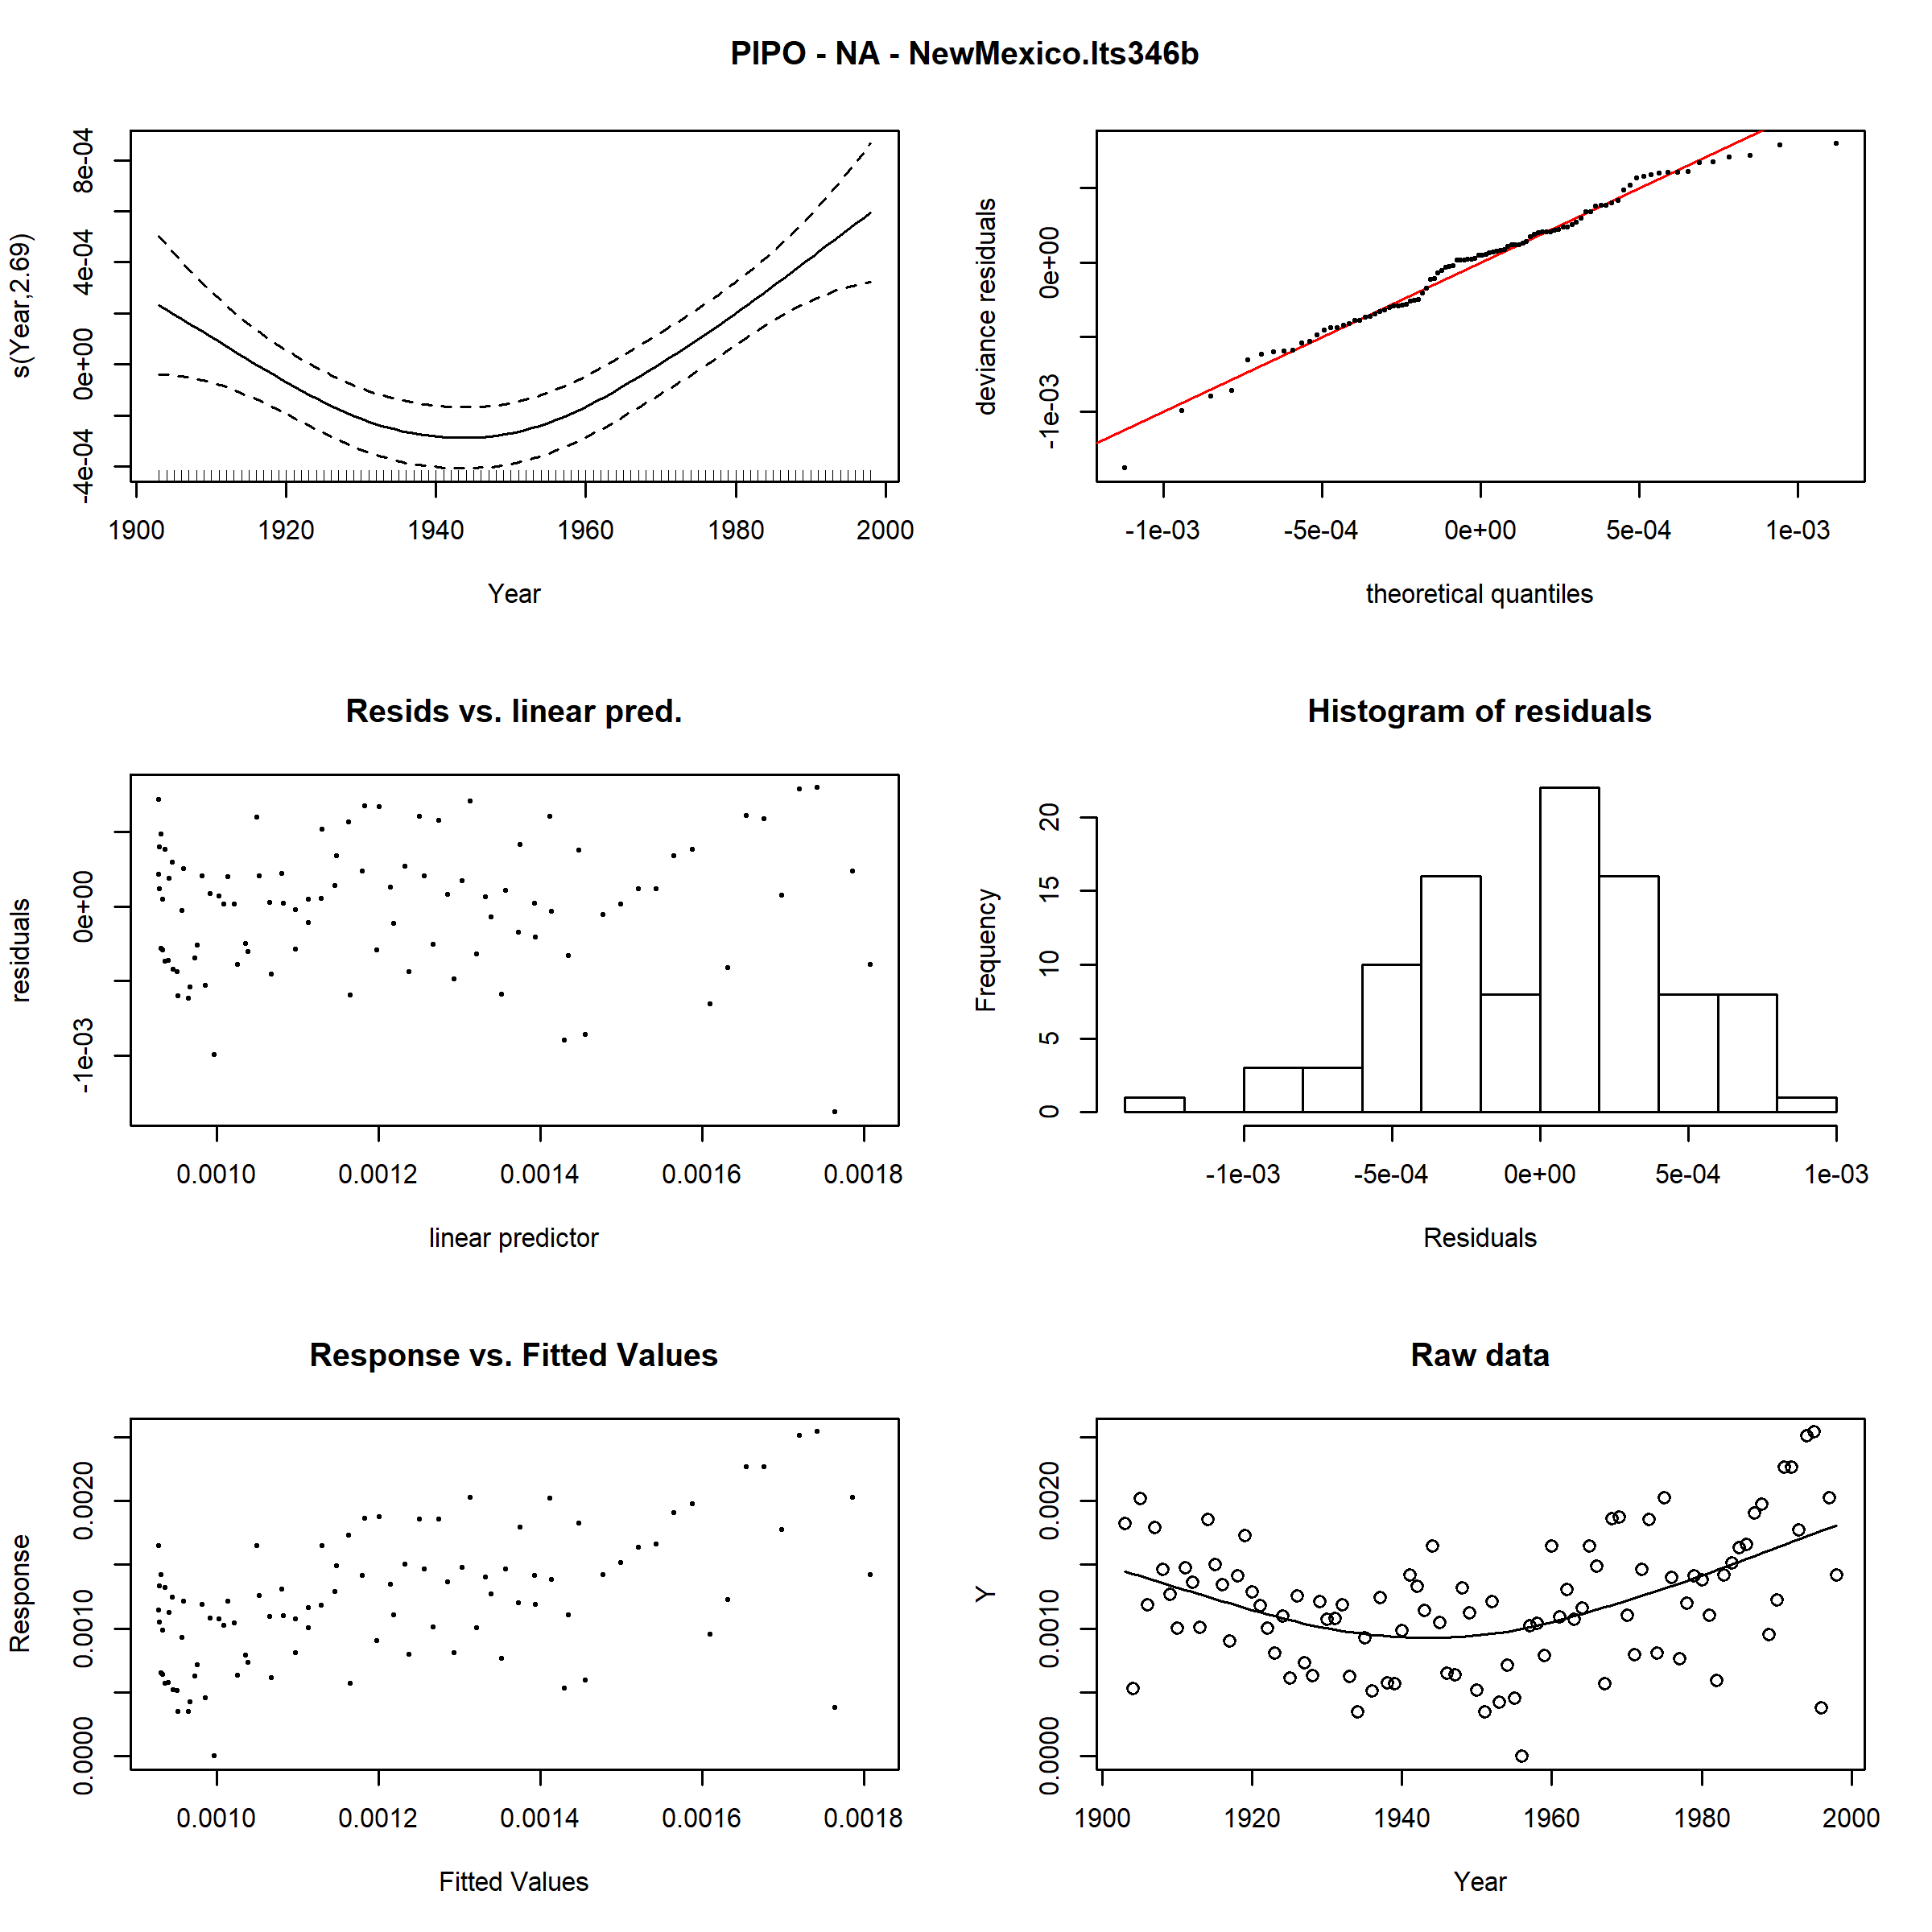 PIPO - NA - NewMexico.lts346b
s(Year,2.69)
-4e-04 0e+00 4e-04 8e-04
1900 1920 1940 1960 1980 2000
Year
deviance residuals
-1e-03 0e+00
-1e-03 -5e-04 0e+00 5e-04 1e-03
theoretical quantiles
Resids vs. linear pred.
residuals
-1e-03 0e+00
0.0010 0.0012 0.0014 0.0016 0.0018
linear predictor
Histogram of residuals
Frequency
0 5 10 15 20
-1e-03 -5e-04 0e+00 5e-04 1e-03
Residuals
Response vs. Fitted Values
Response
0.0000 0.0010 0.0020
0.0010 0.0012 0.0014 0.0016 0.0018
Fitted Values
Raw data
Y
0.0000 0.0010 0.0020
1900 1920 1940 1960 1980 2000
Year